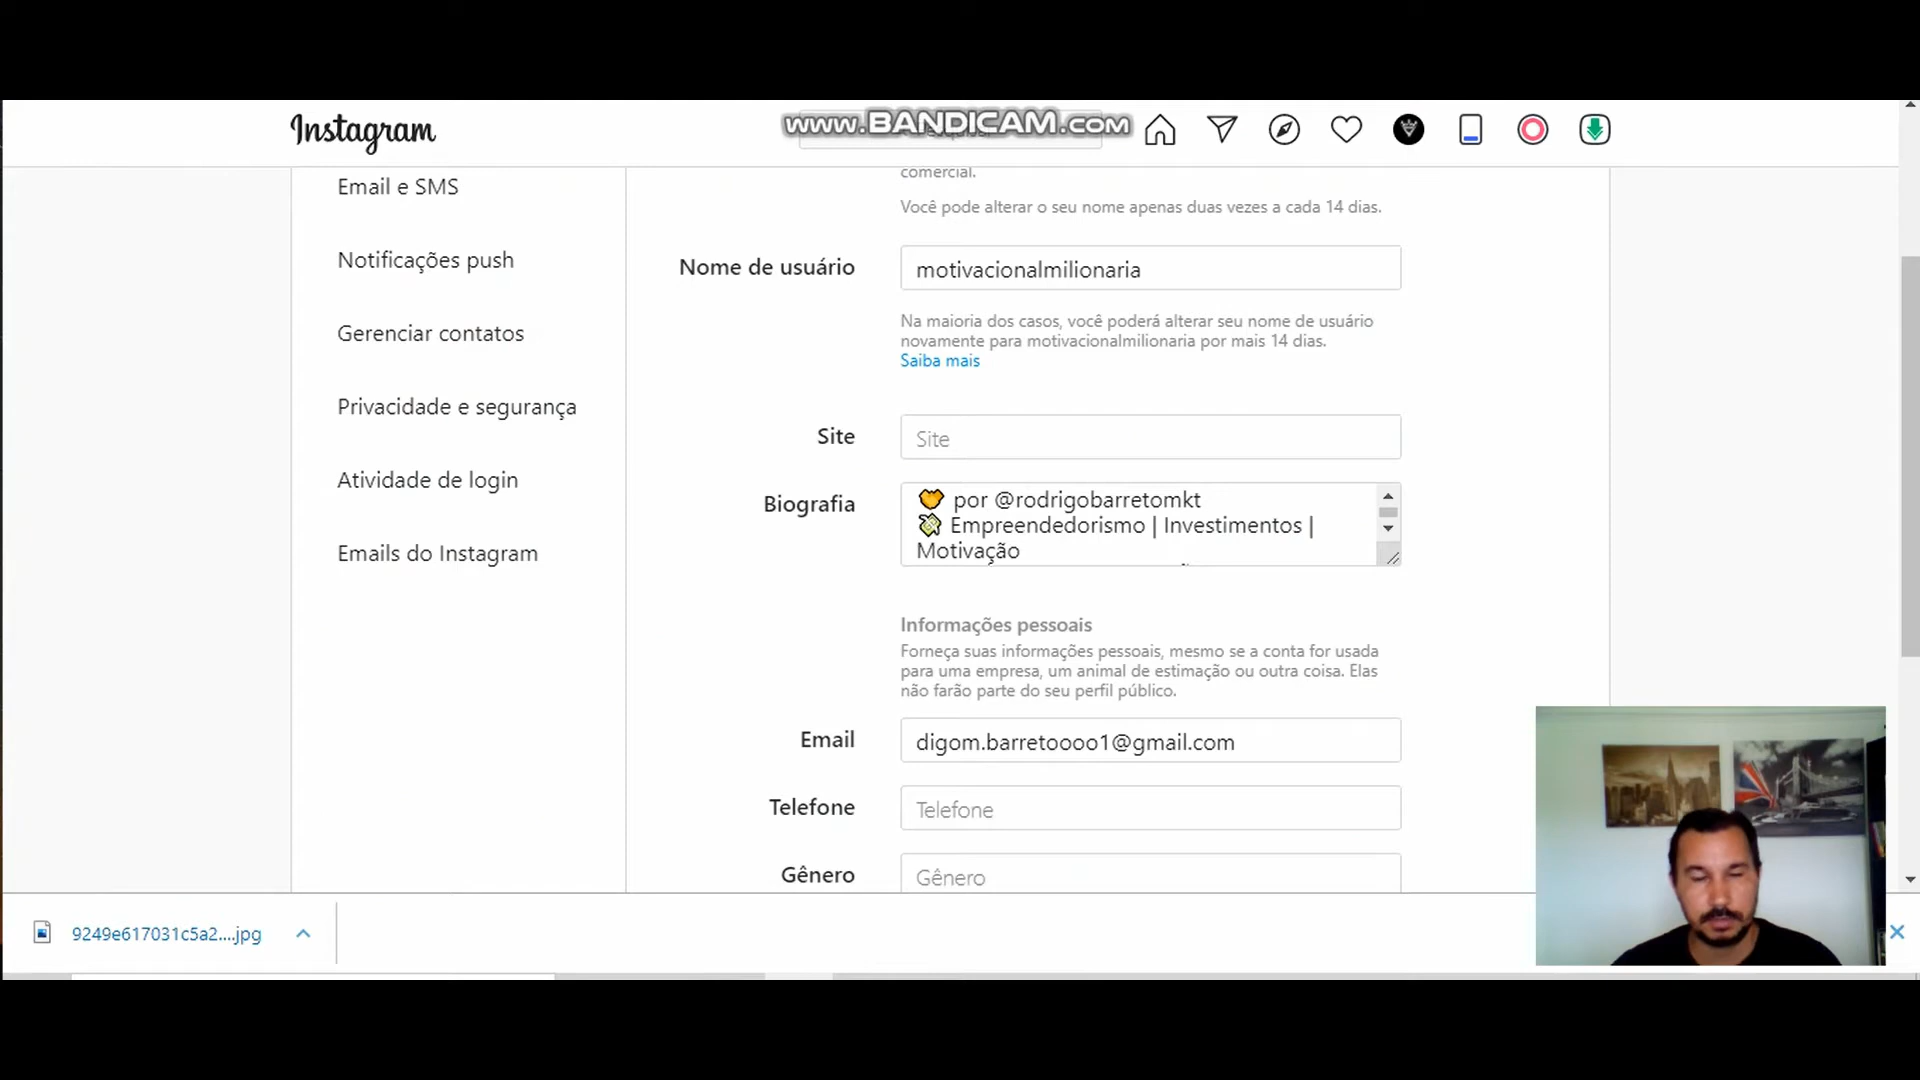 Instagram
www.BANDICAM.com
Email e SMS
Notificações push
Gerenciar contatos
Privacidade e segurança
Atividade de login
Emails do Instagram
comercial.
Você pode alterar o seu nome apenas duas vezes a cada 14 dias.
Nome de usuário
motivacionalmilionaria
Na maioria dos casos, você poderá alterar seu nome de usuário
novamente para motivacionalmilionaria por mais 14 dias.
Saiba mais
Site
Site
Biografia
🧡 por @rodrigobarretomkt
💸 Empreendedorismo | Investimentos |
Motivação
Informações pessoais
Forneça suas informações pessoais, mesmo se a conta for usada
para uma empresa, um animal de estimação ou outra coisa. Elas
não farão parte do seu perfil público.
Email
digom.barretoooo1@gmail.com
Telefone
Telefone
Gênero
Gênero
9249e617031c5a2....jpg